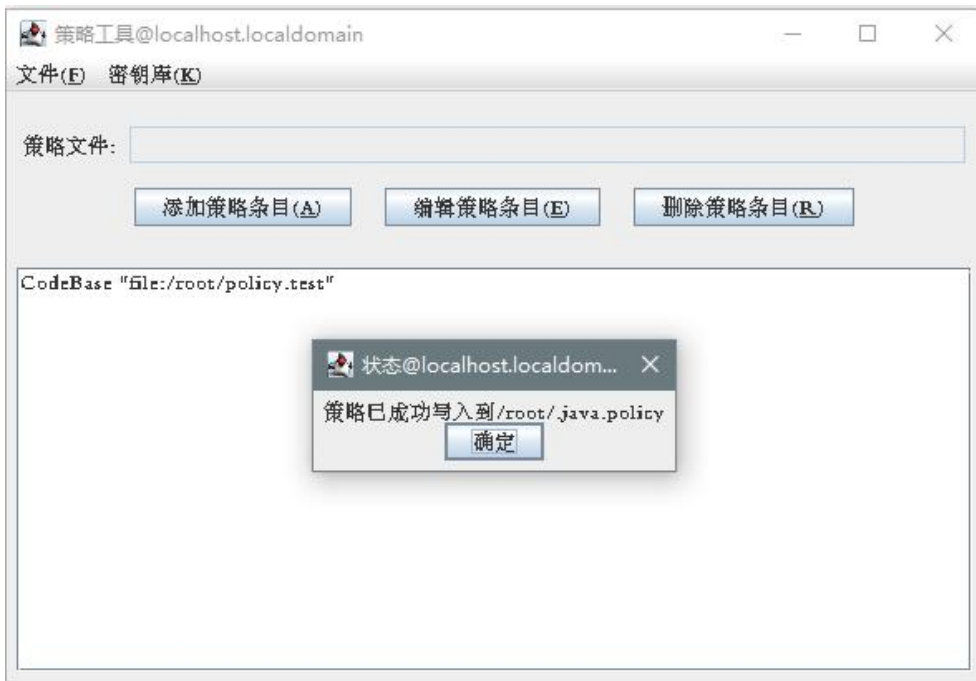 策略工具@localhost.localdomain
文件(F) 密钥库(K)
策略文件:
添加策略条目(A) 编辑策略条目(E) 删除策略条目(R)
CodeBase "file:/root/policy.test"
状态@localhost.localdom...
策略已成功写入到/root/.java.policy
确定